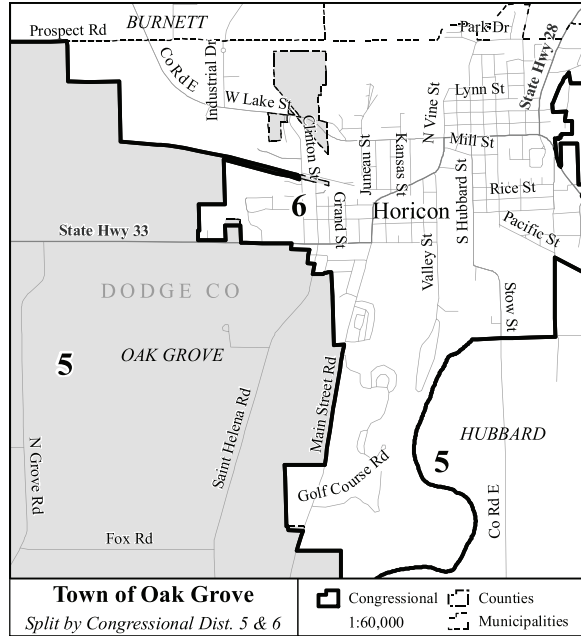 BURNETT
Prospect Rd
Park Dr
Co Rd E
Industrial Dr
State Hwy 28
Lynn St
W Lake St
N Vine St
Clinton St
Mill St
Juneau St
Kansas St
6
Rice St
Grand St
Horicon
S Hubbard St
Pacific St
State Hwy 33
Valley St
DODGE CO
Stow St
OAK GROVE
5
Main Street Rd
Saint Helena Rd
HUBBARD
5
N Grove Rd
Golf Course Rd
Co Rd E
Fox Rd
Town of Oak Grove
Split by Congressional Dist. 5 & 6
Congressional
Counties
1:60,000
Municipalities